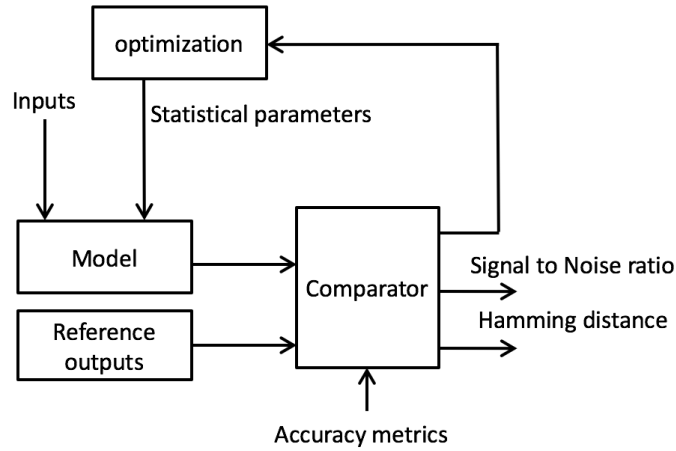 optimization
Inputs
Statistical parameters
Model
Comparator
Signal to Noise ratio
Hamming distance
Reference
outputs
Accuracy metrics